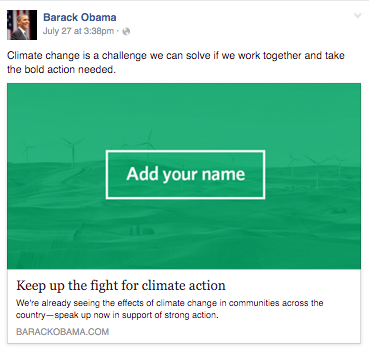 Barack Obama
July 27 at 3:38pm ·
Climate change is a challenge we can solve if we work together and take
the bold action needed.
Add your name
Keep up the fight for climate action
We're already seeing the effects of climate change in communities across the
country—speak up now in support of strong action.
BARACKOBAMA.COM